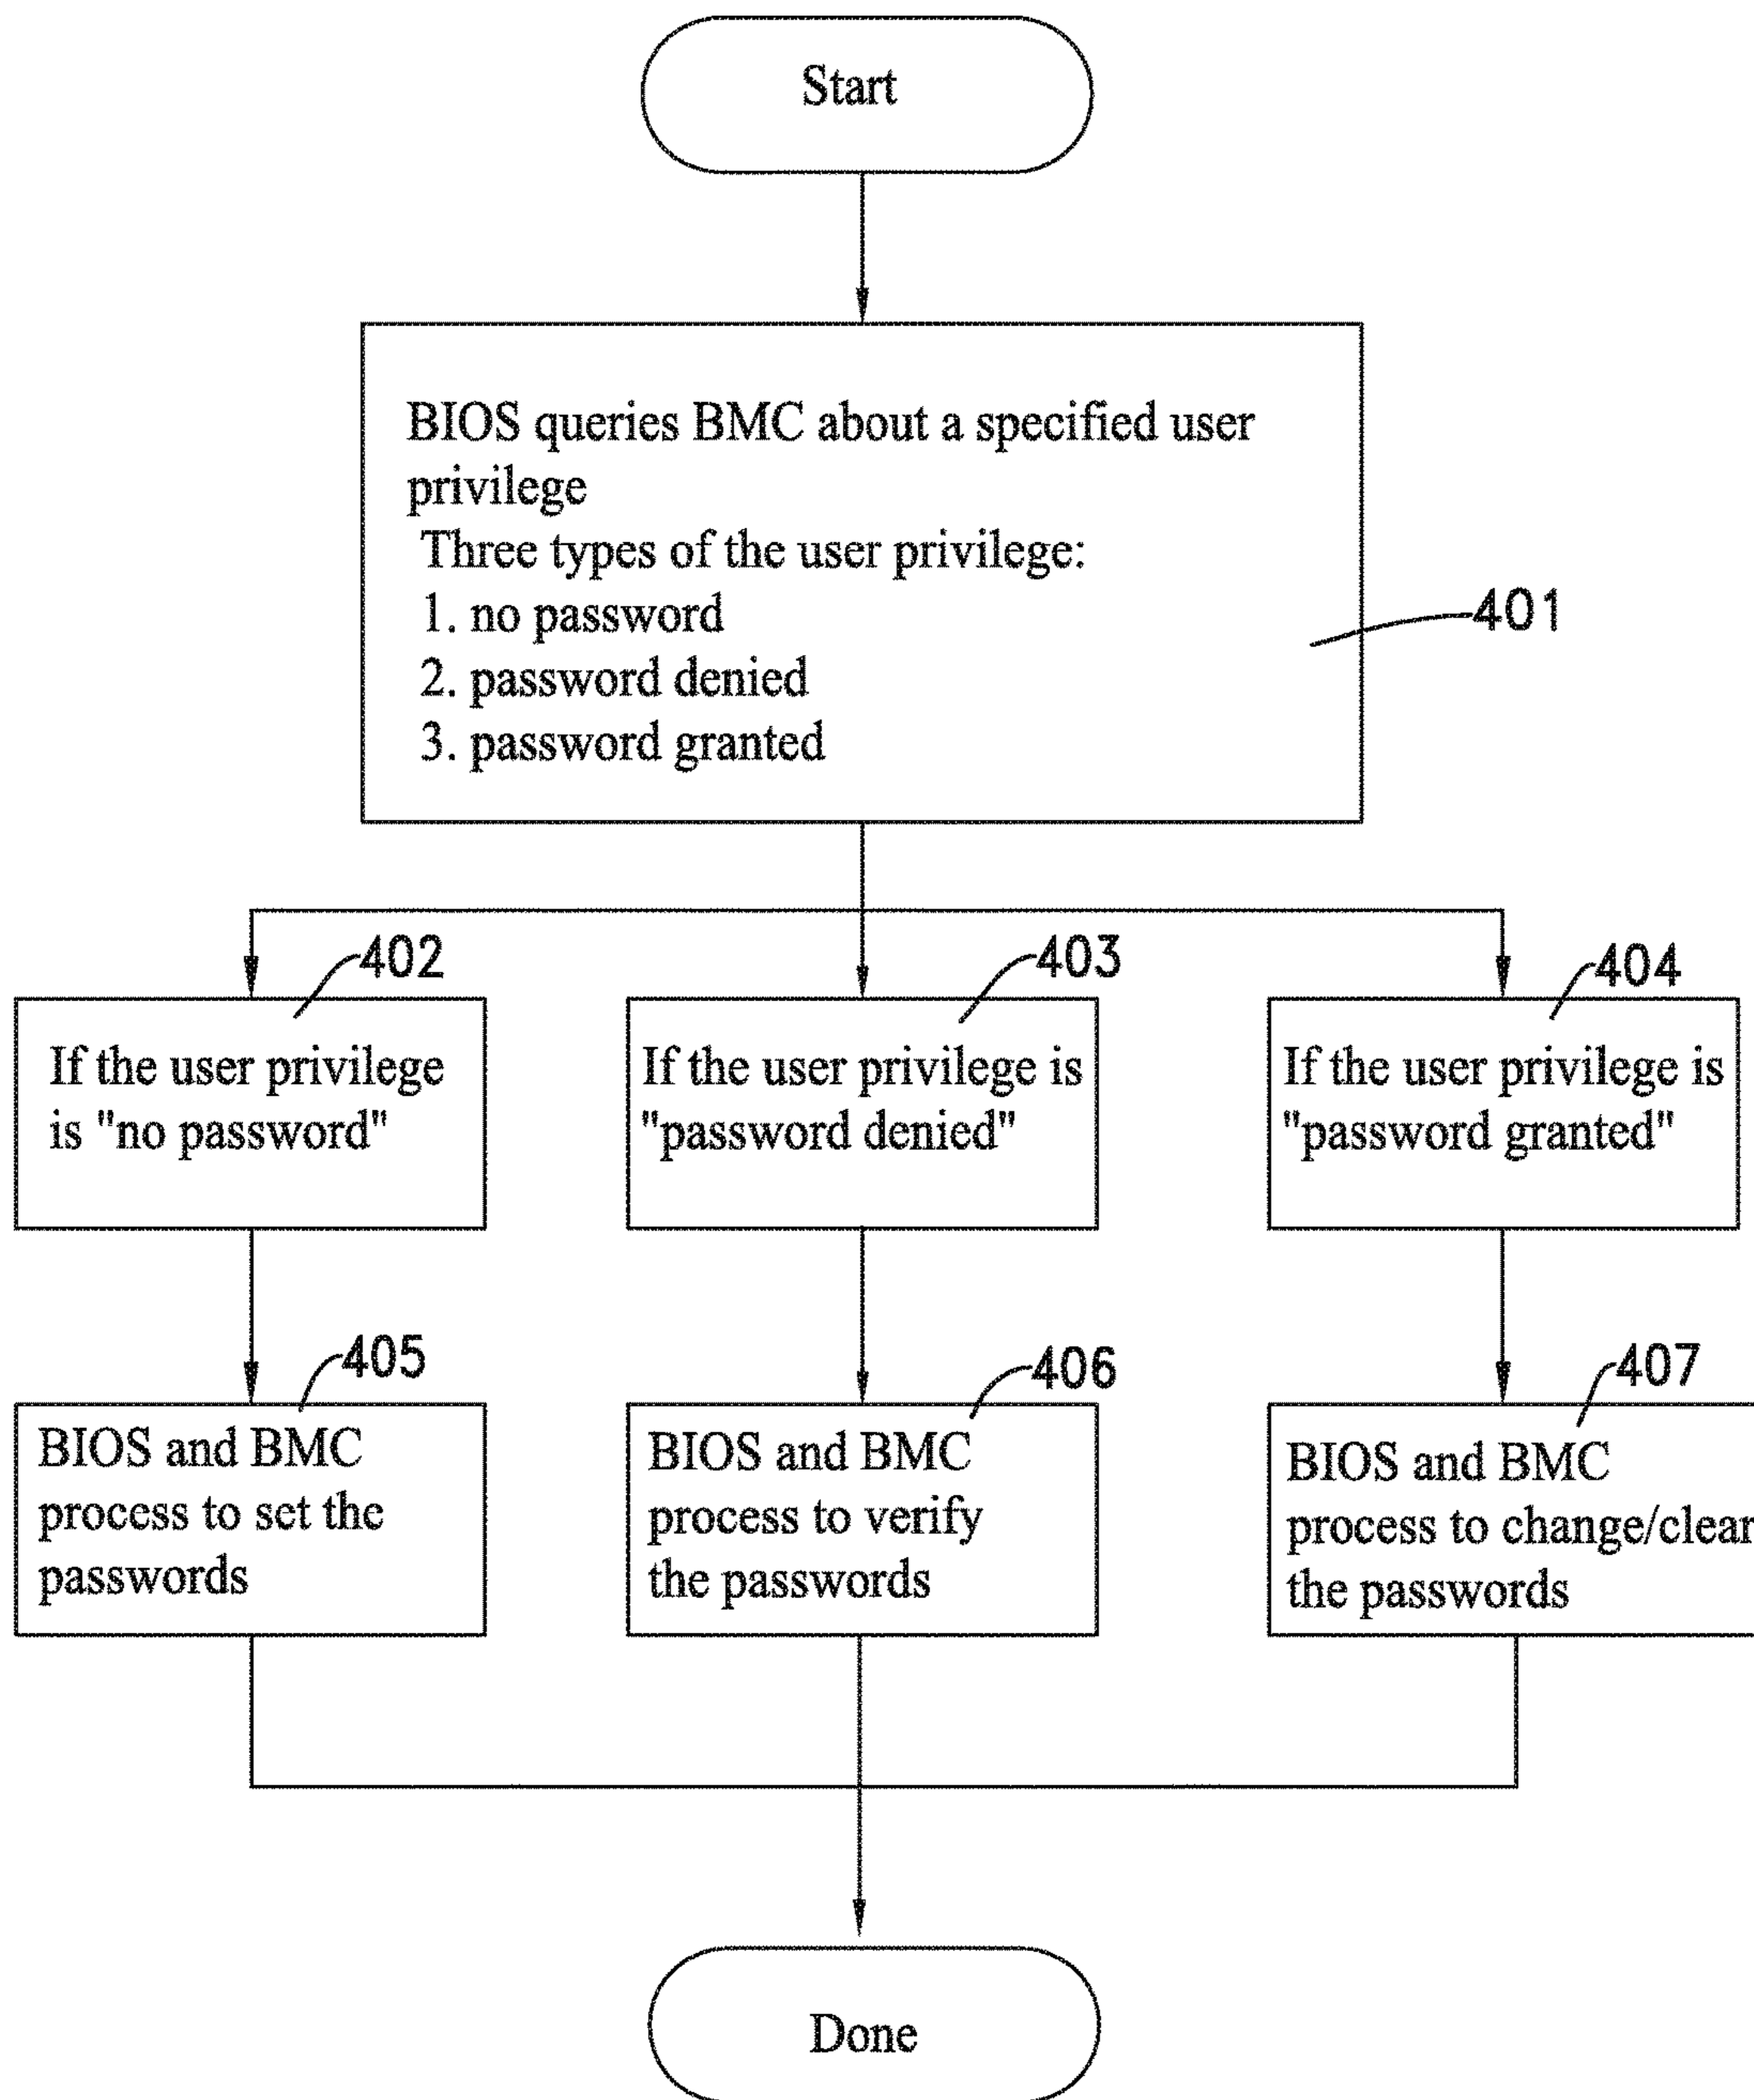 Start
BIOS queries BMC about a specified user
privilege
Three types of the user privilege:
1. no password
2. password denied
3. password granted
401
402
403
404
If the user privilege
is "no password"
If the user privilege is
"password denied"
If the user privilege is
"password granted"
405
406
407
BIOS and BMC
process to set the
passwords
BIOS and BMC
process to verify
the passwords
BIOS and BMC
process to change/clear
the passwords
Done